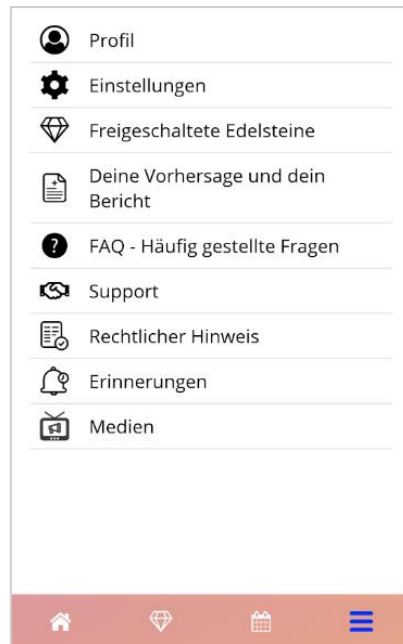 Profil
Einstellungen
Freigeschaltete Edelsteine
Deine Vorhersage und dein
Bericht
FAQ - Häufig gestellte Fragen
Support
Rechtlicher Hinweis
Erinnerungen
Medien